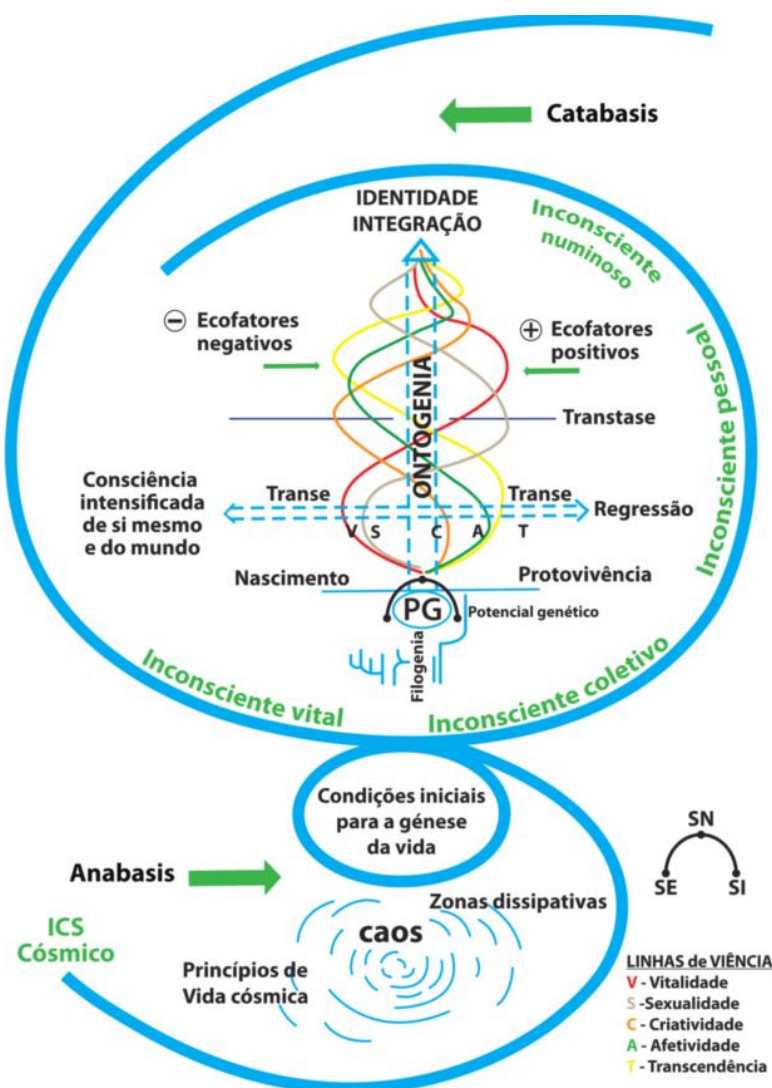 Catabasis
IDENTIDADE
INTEGRAÇÃO
Inconsciente
numinoso
− Ecofatores
negativos
+ Ecofatores
positivos
Inconsciente pessoal
ONTOGENIA
Transtase
Consciência
intensificada
de si mesmo
e do mundo
Transe
Transe
Regressão
V S C A T
Nascimento
Protovivência
PG
Potencial genético
Filogenia
Inconsciente vital
Inconsciente coletivo
Condições iniciais
para a génese
da vida
Anabasis
Zonas dissipativas
ICS
Cósmico
caos
Princípios de
Vida cósmica
SN
SE
SI
LINHAS de VIÊNCIA
V - Vitalidade
S -Sexualidade
C - Criatividade
A - Afetividade
T - Transcendência